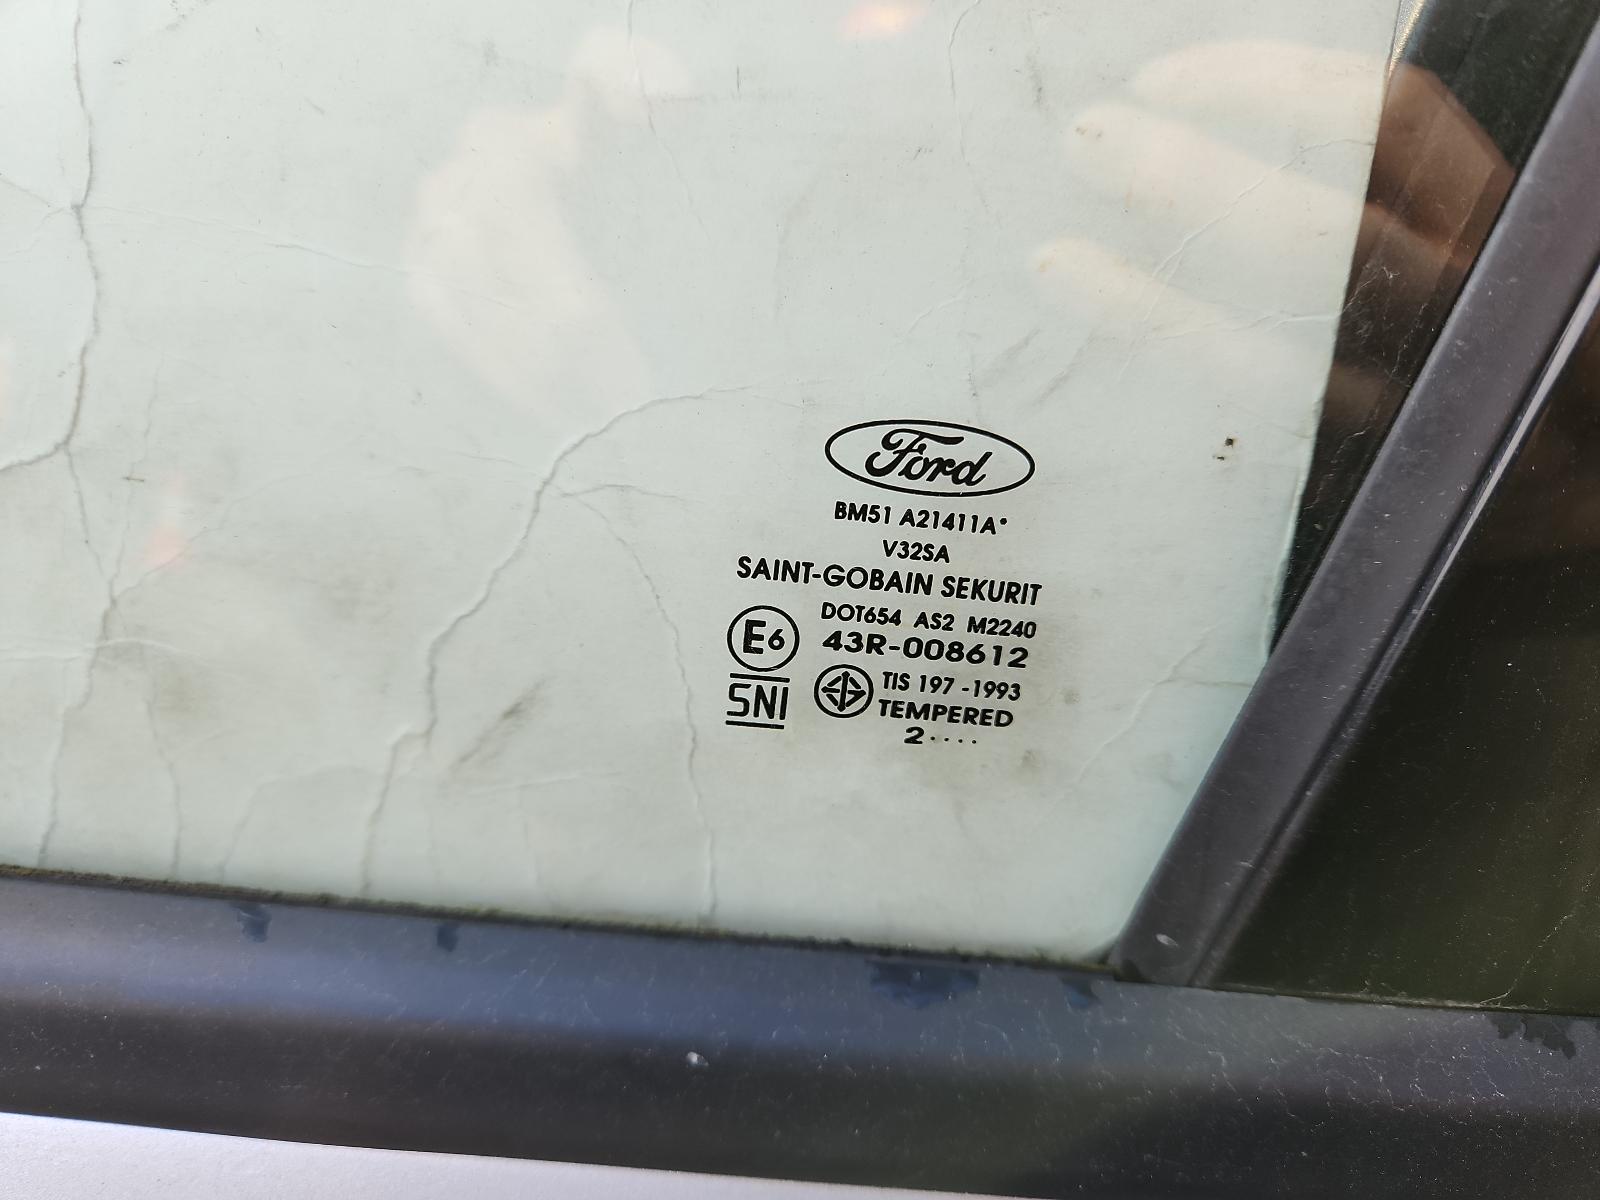 Ford
BM51 A21411A•
V32SA
SAINT-GOBAIN SEKURIT
DOT654 AS2 M2240
E6 43R-008612
SNI TIS 197 -1993
TEMPERED
2....